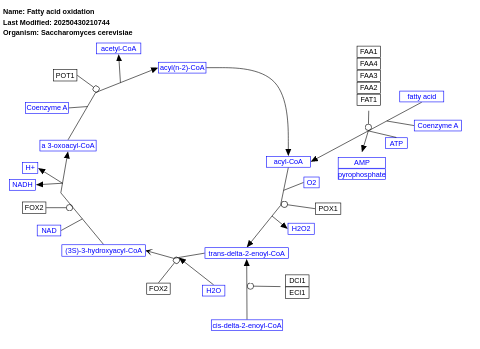 Name: Fatty acid oxidation
Last Modified: 20250430210744
Organism: Saccharomyces cerevisiae
acetyl-CoA
acyl(n-2)-CoA
POT1
Coenzyme A
a 3-oxoacyl-CoA
H+
NADH
FOX2
NAD
(3S)-3-hydroxyacyl-CoA
FOX2
H2O
trans-delta-2-enoyl-CoA
DCI1
ECI1
cis-delta-2-enoyl-CoA
FAA1
FAA4
FAA3
FAA2
FAT1
fatty acid
Coenzyme A
ATP
AMP
pyrophosphate
acyl-CoA
O2
POX1
H2O2